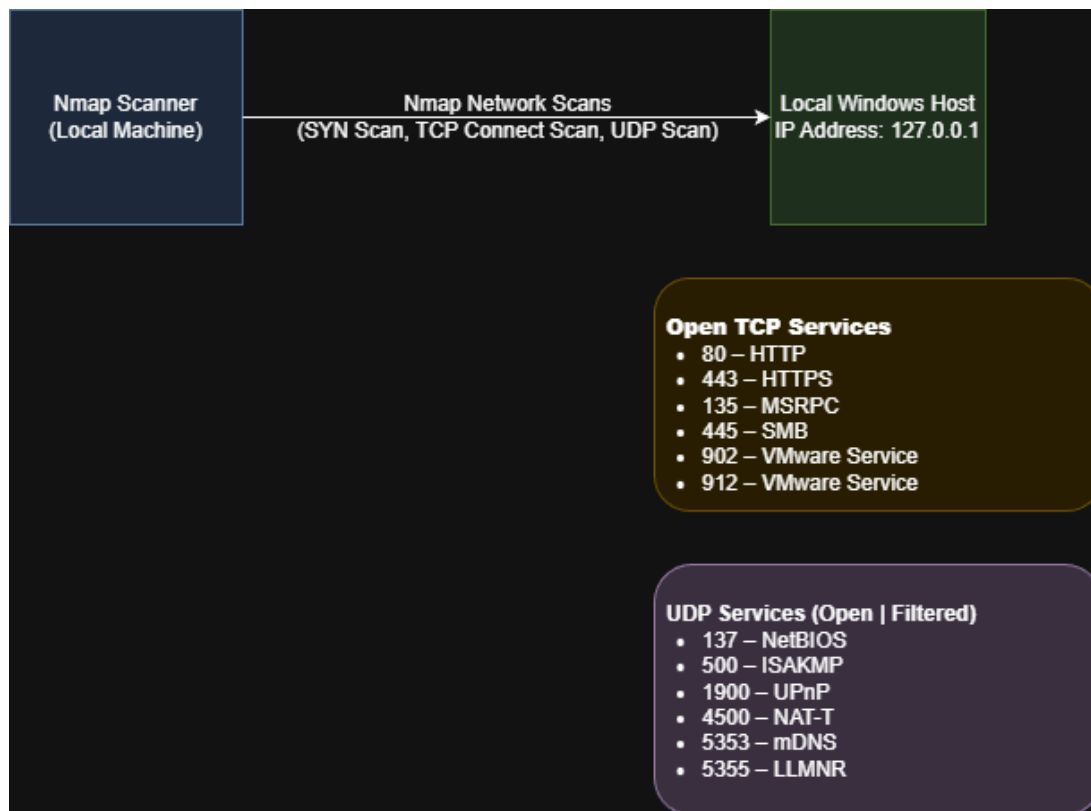 Nmap Scanner
(Local Machine)
Nmap Network Scans
(SYN Scan, TCP Connect Scan, UDP Scan)
Local Windows Host
IP Address: 127.0.0.1
Open TCP Services
• 80 – HTTP
• 443 – HTTPS
• 135 – MSRPC
• 445 – SMB
• 902 – VMware Service
• 912 – VMware Service
UDP Services (Open | Filtered)
• 137 – NetBIOS
• 500 – ISAKMP
• 1900 – UPnP
• 4500 – NAT-T
• 5353 – mDNS
• 5355 – LLMNR